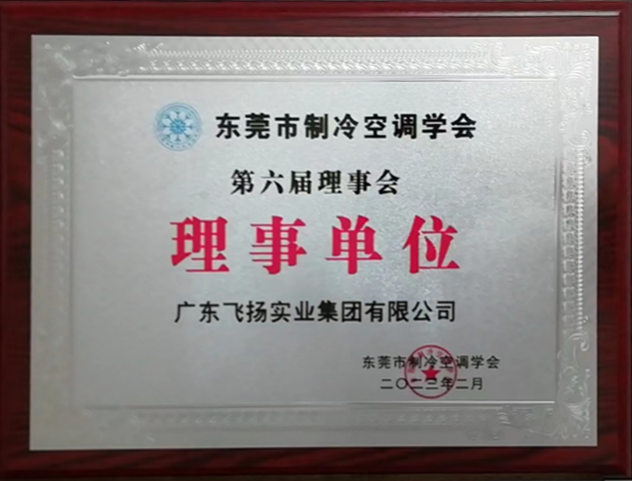 东莞市制冷空调学会
第六届理事会
理事单位
广东飞扬实业集团有限公司
东莞市制冷空调学会
二〇二三年二月